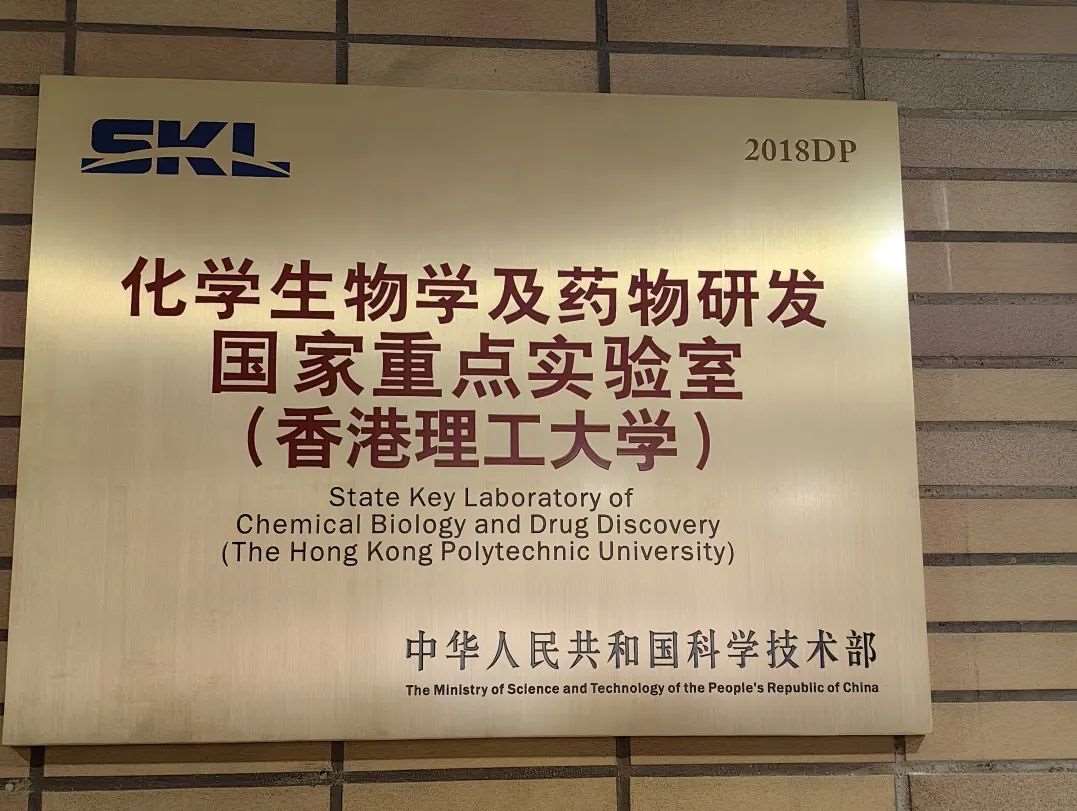 SKL
2018DP
化学生物学及药物研发
国家重点实验室
（香港理工大学）
State Key Laboratory of
Chemical Biology and Drug Discovery
(The Hong Kong Polytechnic University)
中华人民共和国科学技术部
The Ministry of Science and Technology of the People's Republic of China